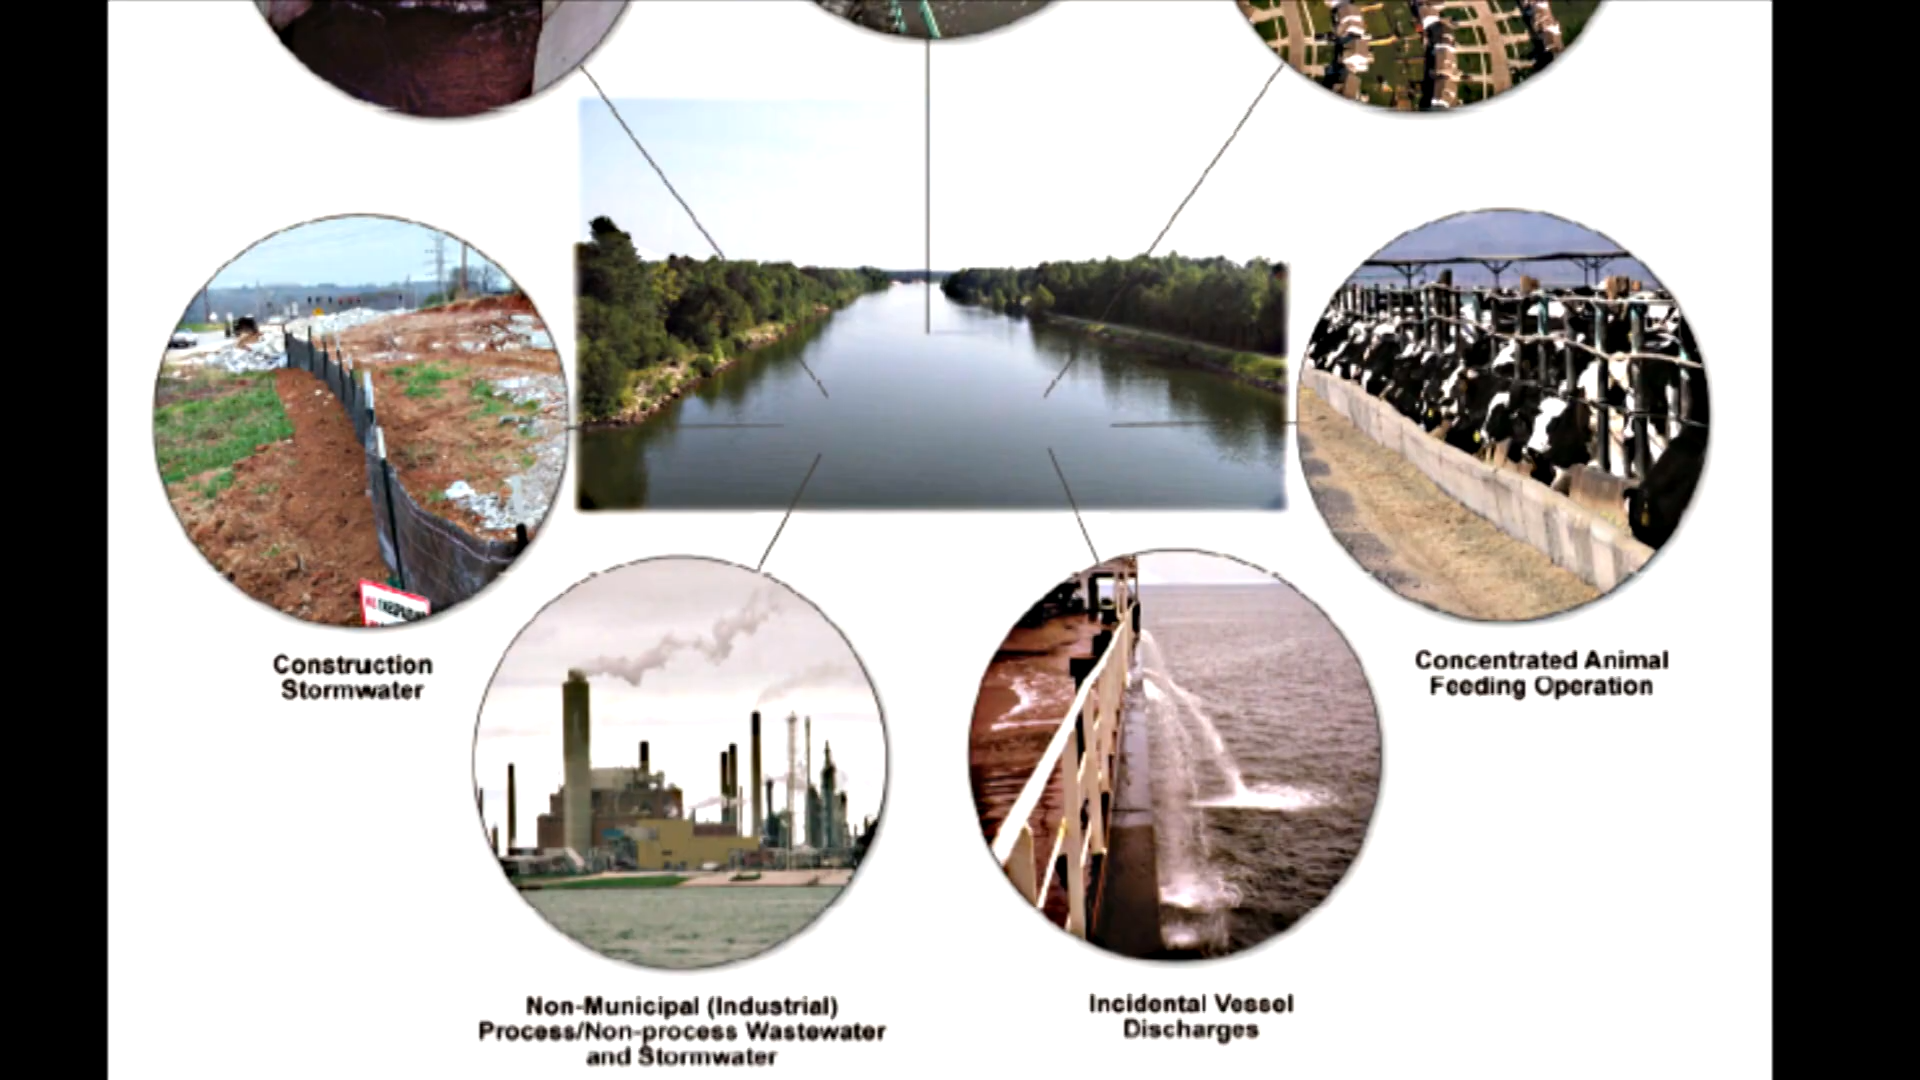 Construction
Stormwater
Concentrated Animal
Feeding Operation
Non-Municipal (Industrial)
Process/Non-process Wastewater
and Stormwater
Incidental Vessel
Discharges